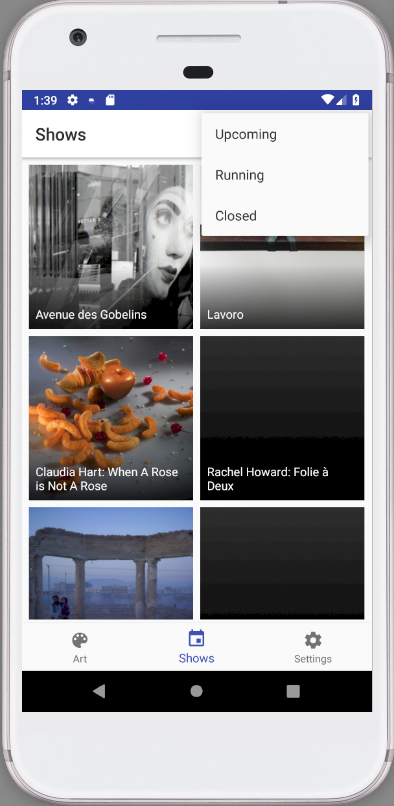 1:39
Shows
Upcoming
Running
Closed
Avenue des Gobelins
Lavoro
Claudia Hart: When A Rose
is Not A Rose
Rachel Howard: Folie à
Deux
Art
Shows
Settings